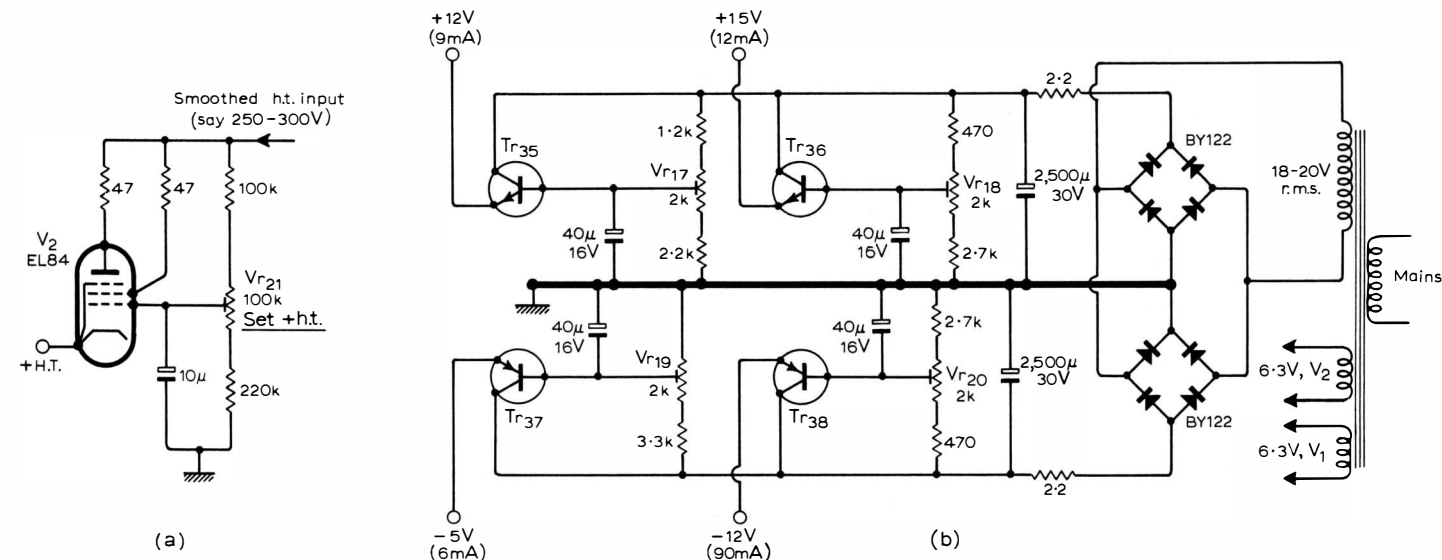 Smoothed h.t. input
(say 250-300V)
47
47
100k
V2
EL84
Vr21
100k
Set +h.t.
+H.T.
10μ
220k
(a)
+12V
(9mA)
+15V
(12mA)
2·2
1·2k
470
BY122
Tr35
Tr36
18-20V
r.m.s.
Vr17
2k
Vr18
2k
2,500μ
30V
40μ
16V
40μ
16V
2·2k
2·7k
Mains
40μ
16V
40μ
16V
2·7k
Vr19
2k
Vr20
2k
2,500μ
30V
6·3V, V2
Tr37
Tr38
BY122
3·3k
470
6·3V, V1
2·2
-5V
(6mA)
-12V
(90mA)
(b)